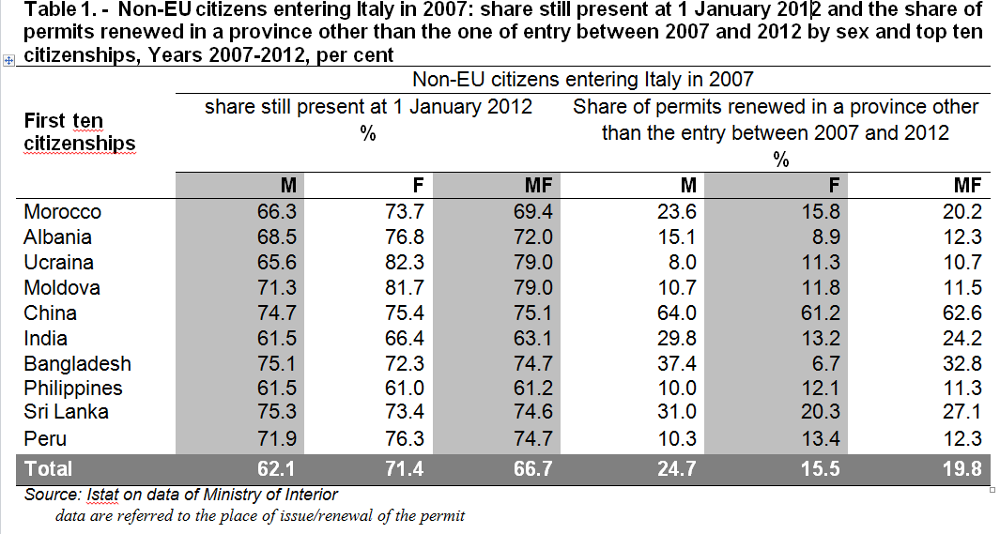 Table 1. - Non-EU citizens entering Italy in 2007: share still present at 1 January 2012 and the share of
permits renewed in a province other than the one of entry between 2007 and 2012 by sex and top ten
citizenships, Years 2007-2012, per cent
Non-EU citizens entering Italy in 2007
First ten citizenships
share still present at 1 January 2012
%
Share of permits renewed in a province other
than the entry between 2007 and 2012
%
M F MF M F MF
Morocco 66.3 73.7 69.4 23.6 15.8 20.2
Albania 68.5 76.8 72.0 15.1 8.9 12.3
Ucraina 65.6 82.3 79.0 8.0 11.3 10.7
Moldova 71.3 81.7 79.0 10.7 11.8 11.5
China 74.7 75.4 75.1 64.0 61.2 62.6
India 61.5 66.4 63.1 29.8 13.2 24.2
Bangladesh 75.1 72.3 74.7 37.4 6.7 32.8
Philippines 61.5 61.0 61.2 10.0 12.1 11.3
Sri Lanka 75.3 73.4 74.6 31.0 20.3 27.1
Peru 71.9 76.3 74.7 10.3 13.4 12.3
Total 62.1 71.4 66.7 24.7 15.5 19.8
Source: Istat on data of Ministry of Interior
data are referred to the place of issue/renewal of the permit